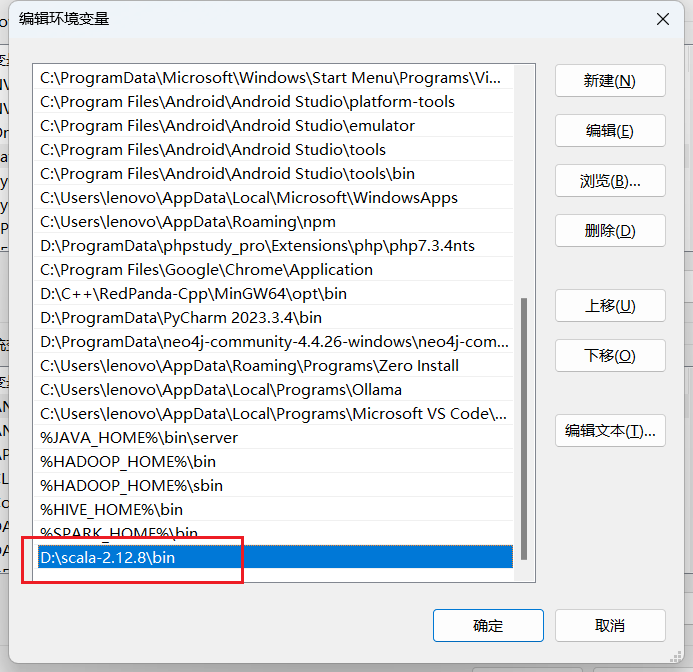 编辑环境变量
C:\ProgramData\Microsoft\Windows\Start Menu\Programs\Vi...
C:\Program Files\Android\Android Studio\platform-tools
C:\Program Files\Android\Android Studio\emulator
C:\Program Files\Android\Android Studio\tools
C:\Program Files\Android\Android Studio\tools\bin
C:\Users\lenovo\AppData\Local\Microsoft\WindowsApps
C:\Users\lenovo\AppData\Roaming\npm
D:\ProgramData\phpstudy_pro\Extensions\php\php7.3.4nts
C:\Program Files\Google\Chrome\Application
D:\C++\RedPanda-Cpp\MinGW64\opt\bin
D:\ProgramData\PyCharm 2023.3.4\bin
D:\ProgramData\neo4j-community-4.4.26-windows\neo4j-com...
C:\Users\lenovo\AppData\Roaming\Programs\Zero Install
C:\Users\lenovo\AppData\Local\Programs\Ollama
C:\Users\lenovo\AppData\Local\Programs\Microsoft VS Code\...
%JAVA_HOME%\bin\server
%HADOOP_HOME%\bin
%HADOOP_HOME%\sbin
%HIVE_HOME%\bin
%SPARK_HOME%\bin
D:\scala-2.12.8\bin
新建(N)
编辑(E)
浏览(B)...
删除(D)
上移(U)
下移(O)
编辑文本(T)...
确定
取消